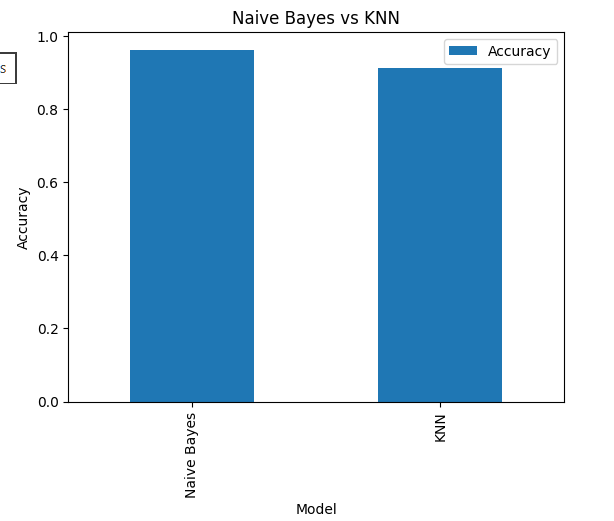 Naive Bayes vs KNN
1.0
Accuracy
s
0.8
0.6
Accuracy
0.4
0.2
0.0
Naive Bayes
KNN
Model